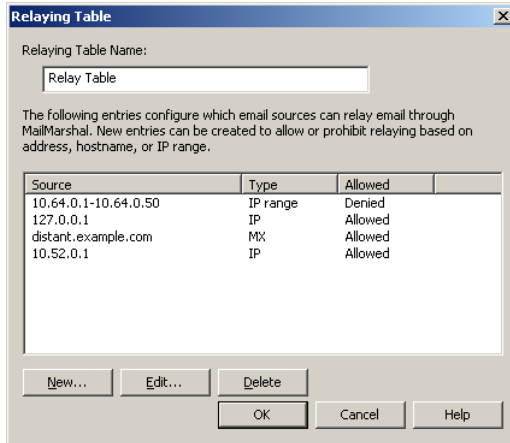 Relaying Table
Relaying Table Name:
Relay Table
The following entries configure which email sources can relay email through
MailMarshal. New entries can be created to allow or prohibit relaying based on
address, hostname, or IP range.
Source Type Allowed
10.64.0.1-10.64.0.50 IP range Denied
127.0.0.1 IP Allowed
distant.example.com MX Allowed
10.52.0.1 IP Allowed
New... Edit... Delete
OK Cancel Help